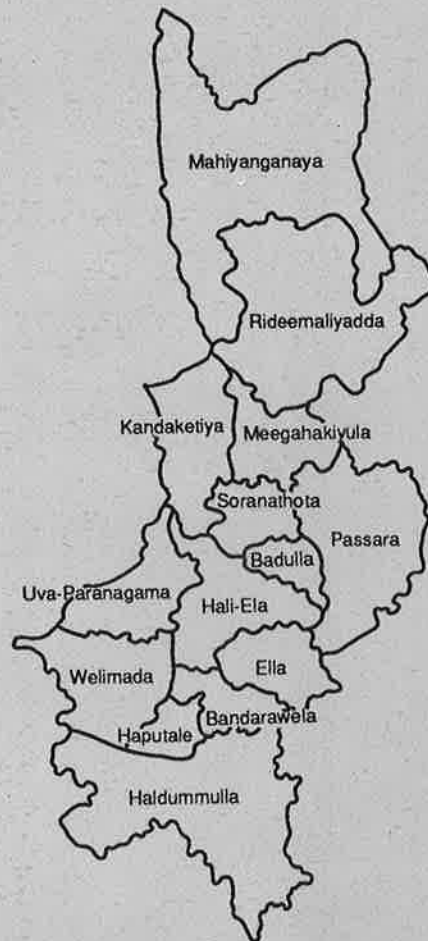 Mahiyanganaya
Rideemaliyadda
Kandaketiya
Meegahakiyula
Soranathota
Passara
Badulla
Uva-Paranagama
Hali-Ela
Ella
Welimada
Bandarawela
Haputale
Haldummulla